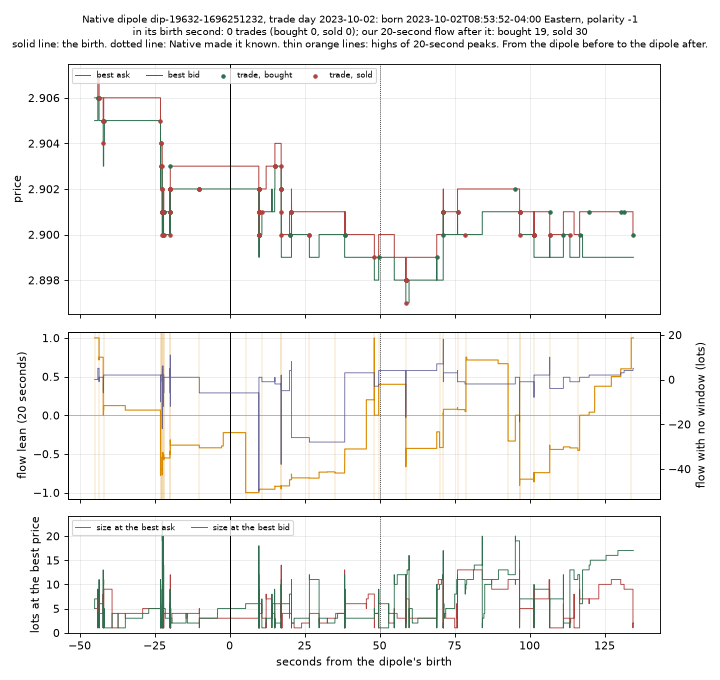 Native dipole dip-19632-1696251232, trade day 2023-10-02: born 2023-10-02T08:53:52-04:00 Eastern, polarity -1
in its birth second: 0 trades (bought 0, sold 0); our 20-second flow after it: bought 19, sold 30
solid line: the birth. dotted line: Native made it known. thin orange lines: highs of 20-second peaks. From the dipole before to the dipole after.
best ask
best bid
trade, bought
trade, sold
price
2.906
2.904
2.902
2.900
2.898
flow lean (20 seconds)
1.0
0.5
0.0
−0.5
−1.0
20
0
−20
−40
flow with no window (lots)
size at the best ask
size at the best bid
lots at the best price
20
15
10
5
0
−50
−25
0
25
50
75
100
125
seconds from the dipole's birth